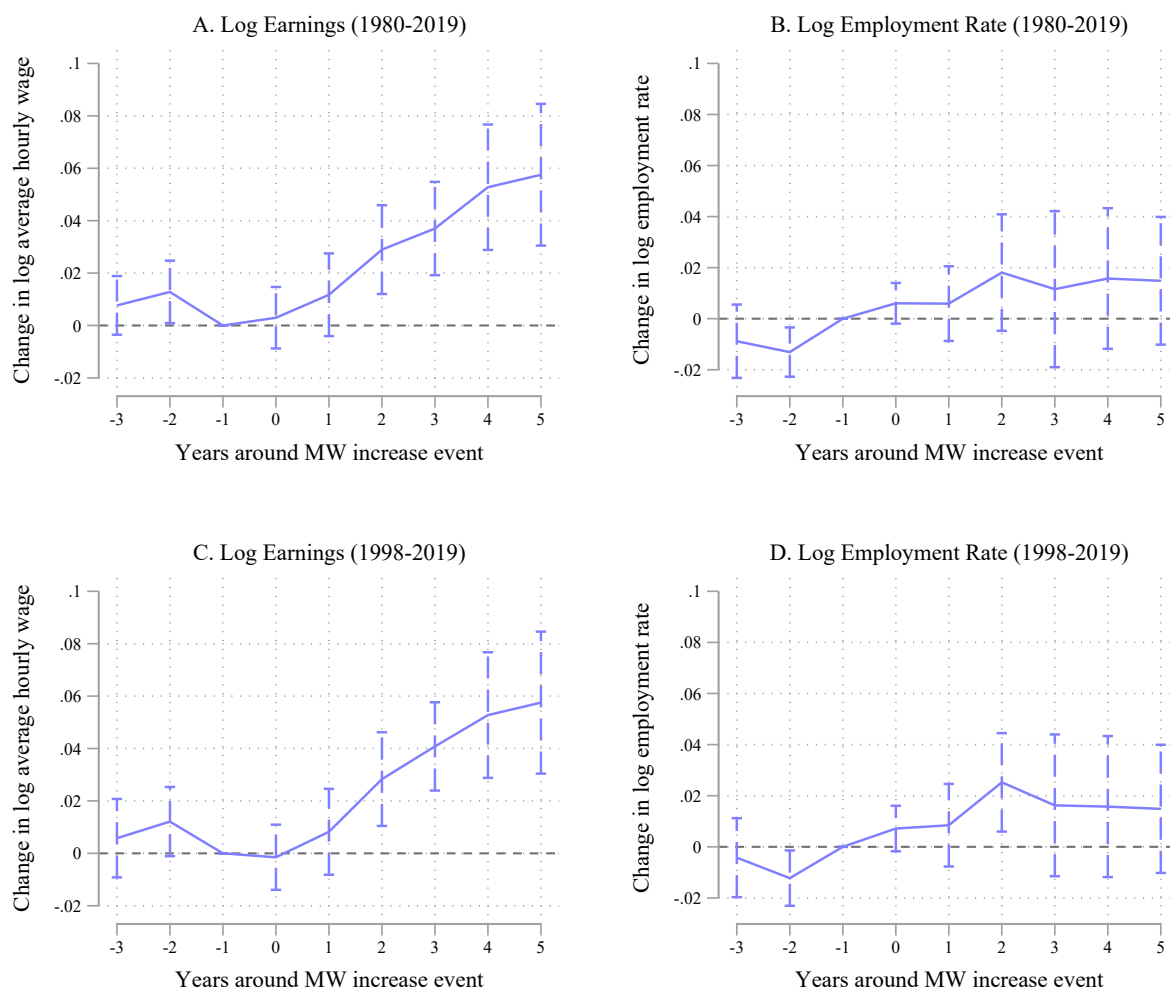 A. Log Earnings (1980-2019)
Change in log average hourly wage
.1
.08
.06
.04
.02
0
-.02
-3 -2 -1 0 1 2 3 4 5
Years around MW increase event
B. Log Employment Rate (1980-2019)
Change in log employment rate
.1
.08
.06
.04
.02
0
-.02
-3 -2 -1 0 1 2 3 4 5
Years around MW increase event
C. Log Earnings (1998-2019)
Change in log average hourly wage
.1
.08
.06
.04
.02
0
-.02
-3 -2 -1 0 1 2 3 4 5
Years around MW increase event
D. Log Employment Rate (1998-2019)
Change in log employment rate
.1
.08
.06
.04
.02
0
-.02
-3 -2 -1 0 1 2 3 4 5
Years around MW increase event